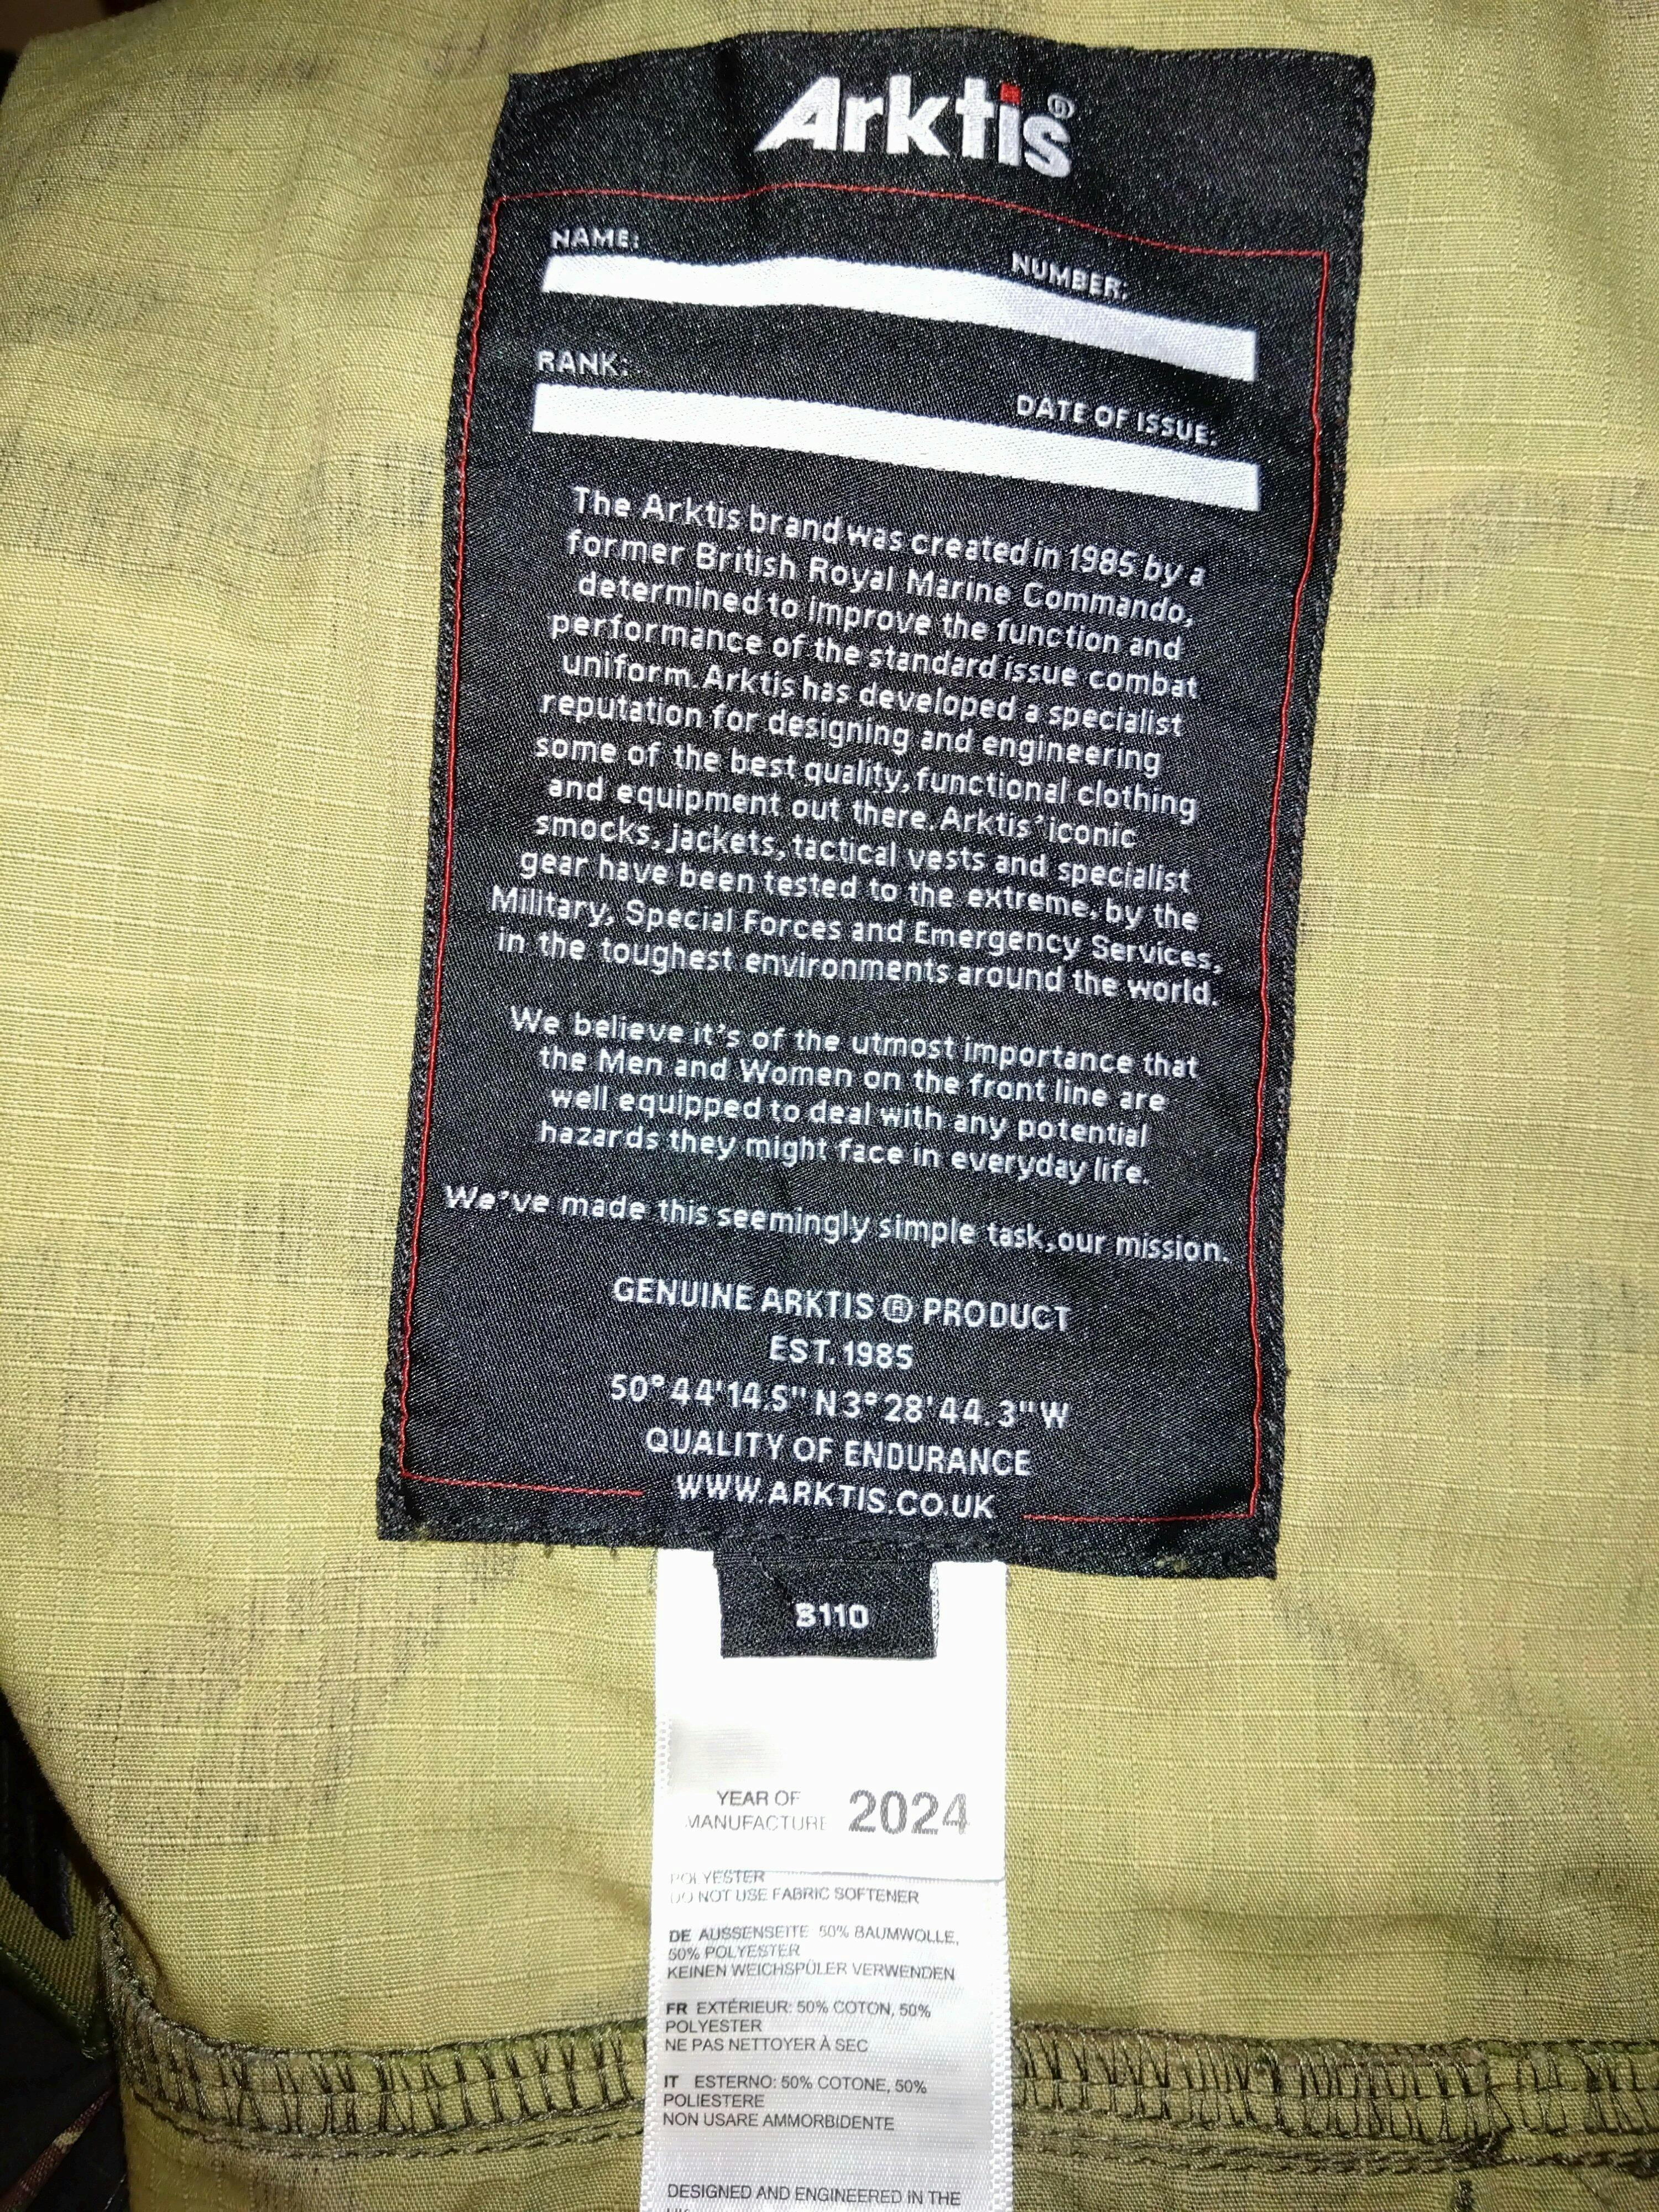 Arktis®
NAME:
NUMBER:
RANK:
DATE OF ISSUE:
The Arktis brand was created in 1985 by a
former British Royal Marine Commando,
determined to improve the function and
performance of the standard issue combat
uniform. Arktis has developed a specialist
reputation for designing and engineering
some of the best quality, functional clothing
and equipment out there. Arktis' iconic
smocks, jackets, tactical vests and specialist
gear have been tested to the extreme, by the
Military, Special Forces and Emergency Services,
in the toughest environments around the world.
We believe it's of the utmost importance that
the Men and Women on the front line are
well equipped to deal with any potential
hazards they might face in everyday life.
We've made this seemingly simple task, our mission.
GENUINE ARKTIS ® PRODUCT
EST. 1985
50° 44' 14.5" N 3° 28' 44.3" W
QUALITY OF ENDURANCE
WWW.ARKTIS.CO.UK
B110
YEAR OF
MANUFACTURE 2024
POLYESTER
DO NOT USE FABRIC SOFTENER
DE AUSSENSEITE 50% BAUMWOLLE,
50% POLYESTER
KEINEN WEICHSPÜLER VERWENDEN
FR EXTÉRIEUR: 50% COTON, 50%
POLYESTER
NE PAS NETTOYER À SEC
IT ESTERNO: 50% COTONE, 50%
POLIESTERE
NON USARE AMMORBIDENTE
DESIGNED AND ENGINEERED IN THE